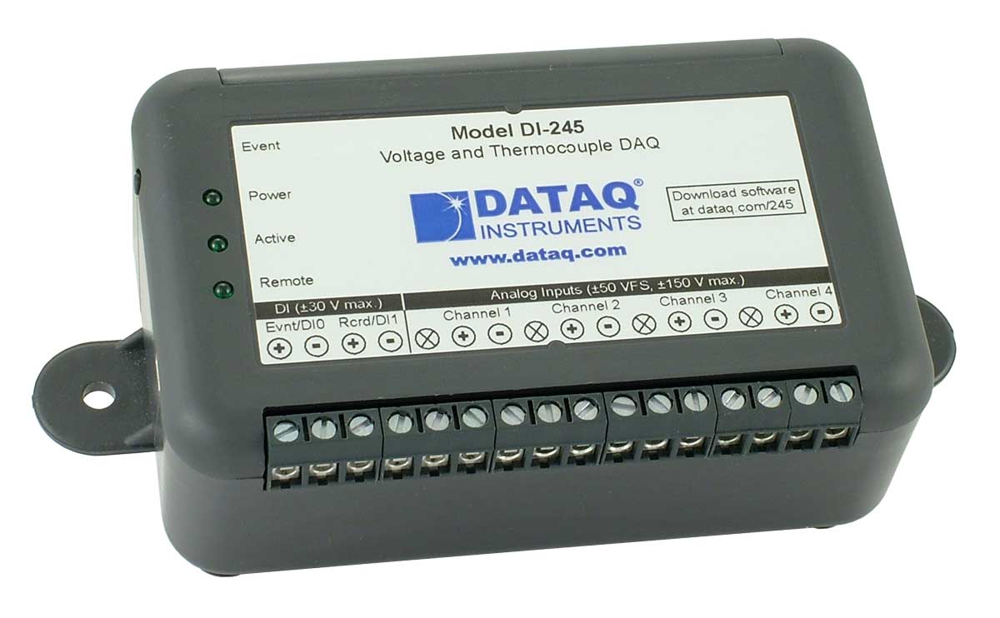 Model DI-245
Voltage and Thermocouple DAQ
Event
Power
Active
Remote
DATAQ®
INSTRUMENTS
www.dataq.com
Download software
at dataq.com/245
DI (±30 V max.)
Analog Inputs (±50 VFS, ±150 V max.)
Evnt/DI0 Rcrd/DI1 Channel 1 Channel 2 Channel 3 Channel 4
+ - + - + - + - + - + -